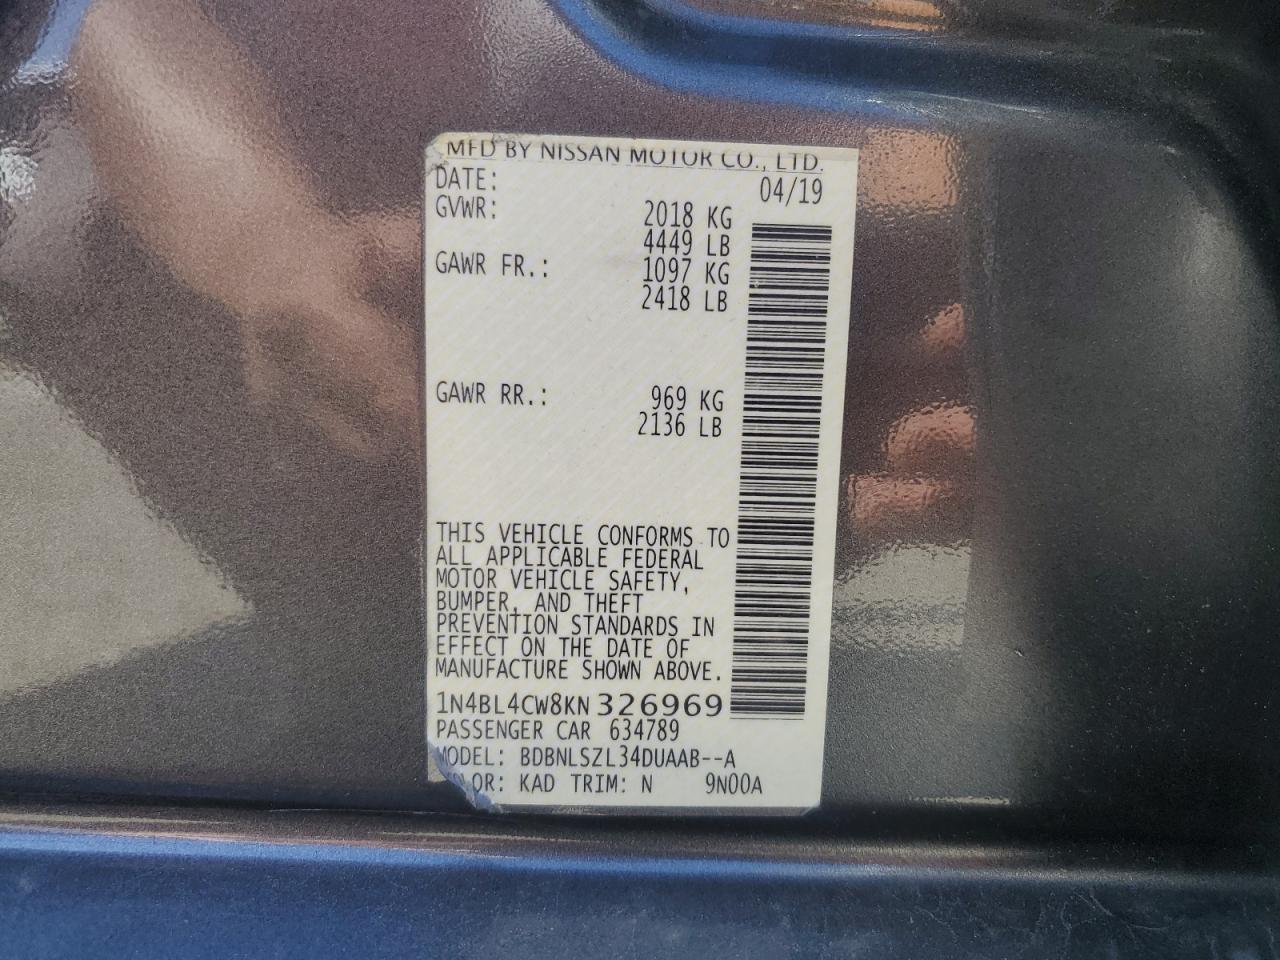 MFD BY NISSAN MOTOR CO., LTD.
DATE: 04/19
GVWR: 2018 KG
4449 LB
GAWR FR.: 1097 KG
2418 LB
GAWR RR.: 969 KG
2136 LB
THIS VEHICLE CONFORMS TO
ALL APPLICABLE FEDERAL
MOTOR VEHICLE SAFETY,
BUMPER, AND THEFT
PREVENTION STANDARDS IN
EFFECT ON THE DATE OF
MANUFACTURE SHOWN ABOVE.
1N4BL4CW8KN326969
PASSENGER CAR 634789
MODEL: BDBNLSZL34DUAAB--A
OR: KAD TRIM: N 9N00A